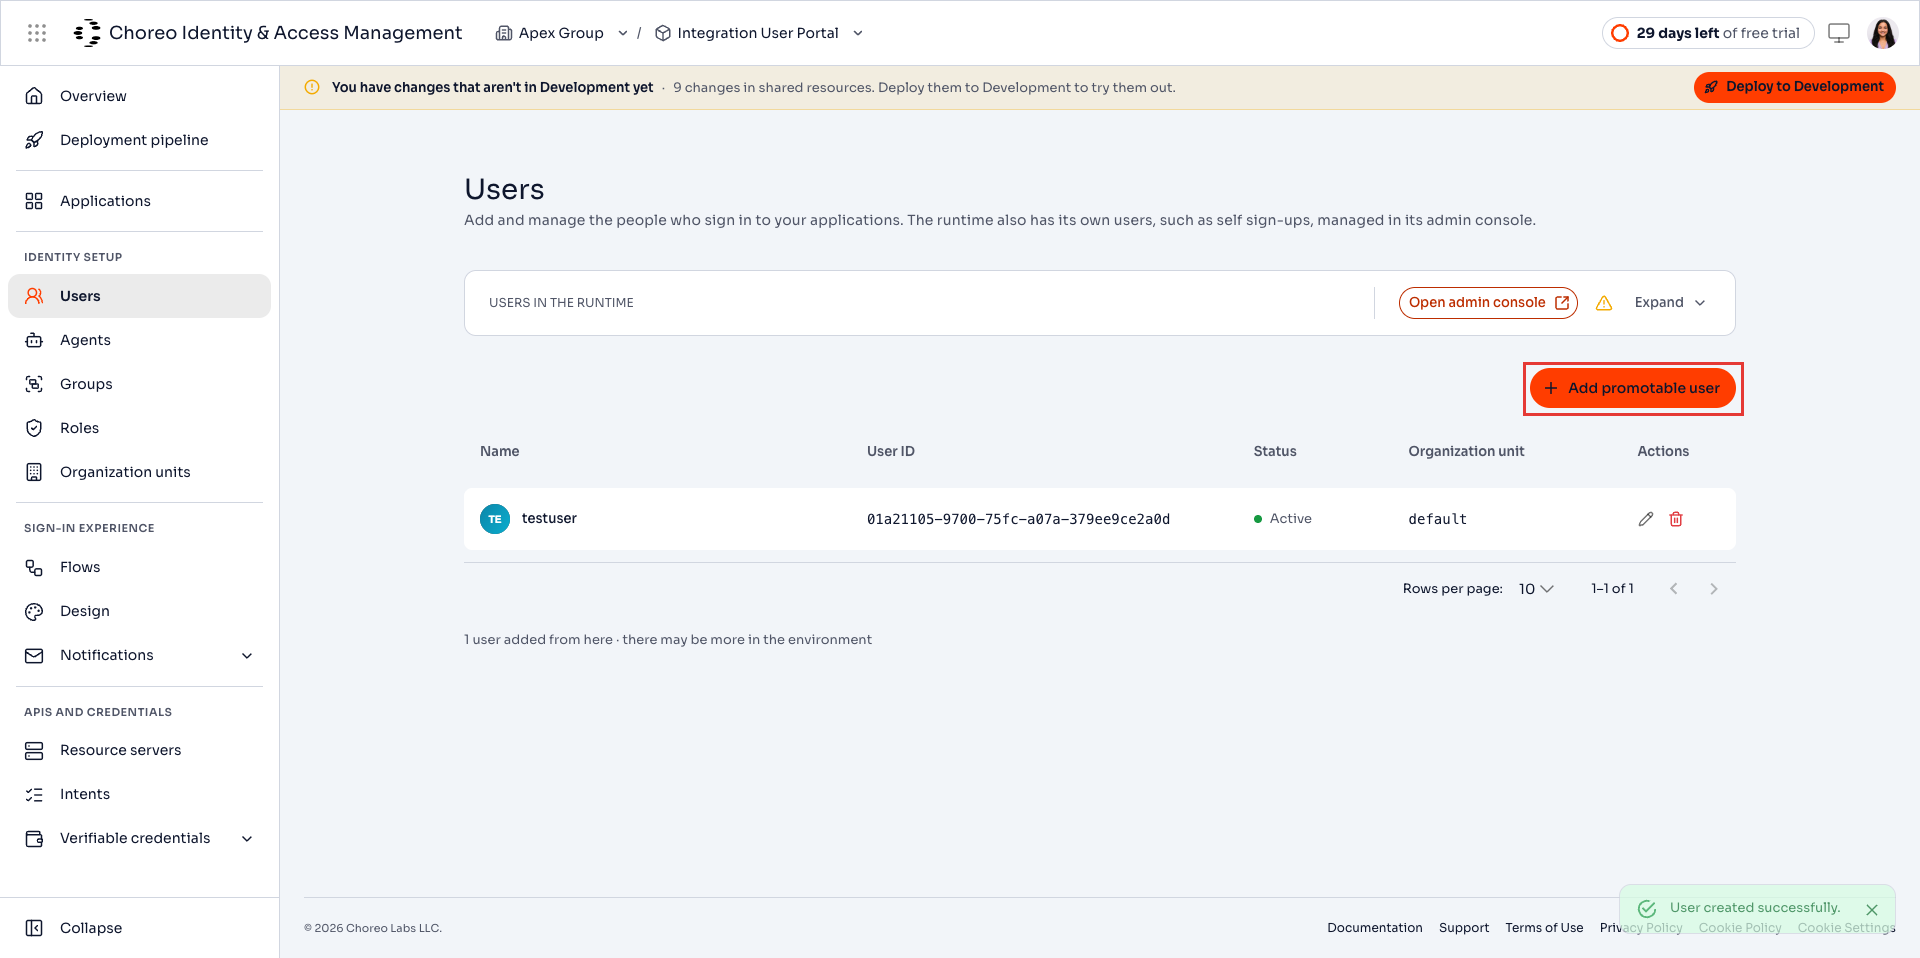 Choreo Identity & Access Management
Apex Group / Integration User Portal
29 days left of free trial
Overview
Deployment pipeline
Applications
IDENTITY SETUP
Users
Agents
Groups
Roles
Organization units
SIGN-IN EXPERIENCE
Flows
Design
Notifications
APIS AND CREDENTIALS
Resource servers
Intents
Verifiable credentials
Collapse
You have changes that aren't in Development yet · 9 changes in shared resources. Deploy them to Development to try them out.
Deploy to Development
Users
Add and manage the people who sign in to your applications. The runtime also has its own users, such as self sign-ups, managed in its admin console.
USERS IN THE RUNTIME
Open admin console
Expand
+ Add promotable user
Name User ID Status Organization unit Actions
TE testuser 01a21105-9700-75fc-a07a-379ee9ce2a0d Active default
Rows per page: 10 1–1 of 1
1 user added from here · there may be more in the environment
User created successfully.
© 2026 Choreo Labs LLC.
Documentation Support Terms of Use Privacy Policy Cookie Policy Cookie Settings